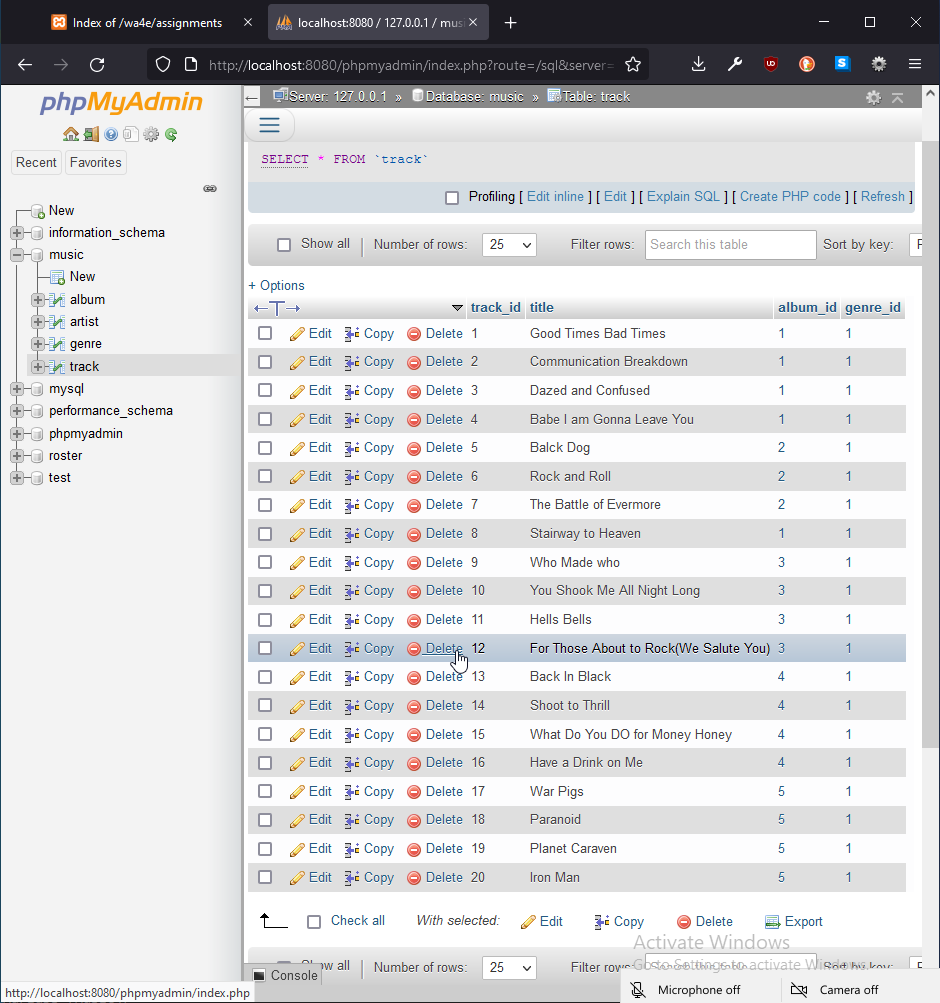 Index of /wa4e/assignments
localhost:8080 / 127.0.0.1 / mus
http://localhost:8080/phpmyadmin/index.php?route=/sql&server=
phpMyAdmin
Recent Favorites
New
information_schema
music
New
album
artist
genre
track
mysql
performance_schema
phpmyadmin
roster
test
Server: 127.0.0.1 » Database: music » Table: track
SELECT * FROM `track`
Profiling [ Edit inline ] [ Edit ] [ Explain SQL ] [ Create PHP code ] [ Refresh ]
Show all Number of rows: 25 Filter rows: Search this table Sort by key:
+ Options
←T→ track_id title album_id genre_id
Edit Copy Delete 1 Good Times Bad Times 1 1
Edit Copy Delete 2 Communication Breakdown 1 1
Edit Copy Delete 3 Dazed and Confused 1 1
Edit Copy Delete 4 Babe I am Gonna Leave You 1 1
Edit Copy Delete 5 Balck Dog 2 1
Edit Copy Delete 6 Rock and Roll 2 1
Edit Copy Delete 7 The Battle of Evermore 2 1
Edit Copy Delete 8 Stairway to Heaven 1 1
Edit Copy Delete 9 Who Made who 3 1
Edit Copy Delete 10 You Shook Me All Night Long 3 1
Edit Copy Delete 11 Hells Bells 3 1
Edit Copy Delete 12 For Those About to Rock(We Salute You) 3 1
Edit Copy Delete 13 Back In Black 4 1
Edit Copy Delete 14 Shoot to Thrill 4 1
Edit Copy Delete 15 What Do You DO for Money Honey 4 1
Edit Copy Delete 16 Have a Drink on Me 4 1
Edit Copy Delete 17 War Pigs 5 1
Edit Copy Delete 18 Paranoid 5 1
Edit Copy Delete 19 Planet Caraven 5 1
Edit Copy Delete 20 Iron Man 5 1
Check all With selected: Edit Copy Delete Export
Activate Windows
Go to Settings to activate Windows.
Show all Number of rows: 25 Filter rows: Search this table Sort by key:
Console
http://localhost:8080/phpmyadmin/index.php
Microphone off Camera off